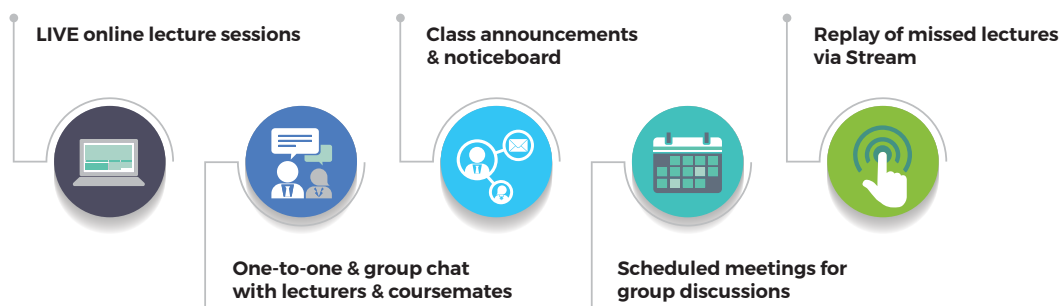 LIVE online lecture sessions
Class announcements
& noticeboard
Replay of missed lectures
via Stream
One-to-one & group chat
with lecturers & coursemates
Scheduled meetings for
group discussions